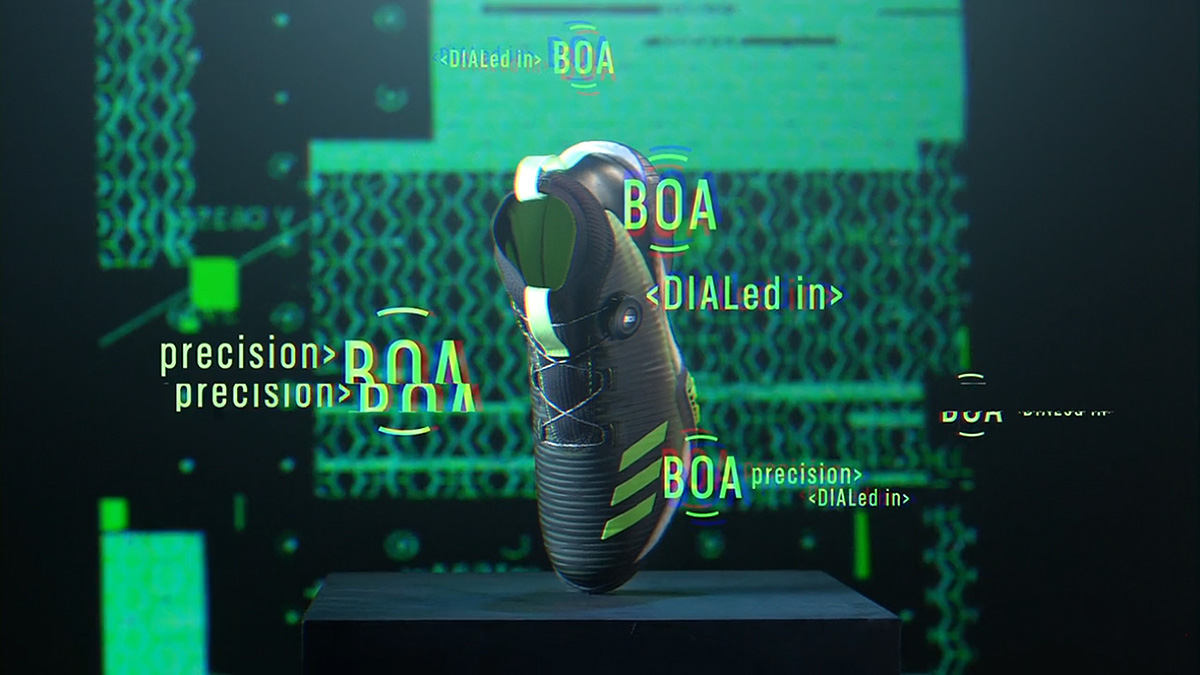 <DIALed in> BOA
BOA
<DIALed in>
precision> BOA
precision> BOA
BOA
BOA precision>
<DIALed in>